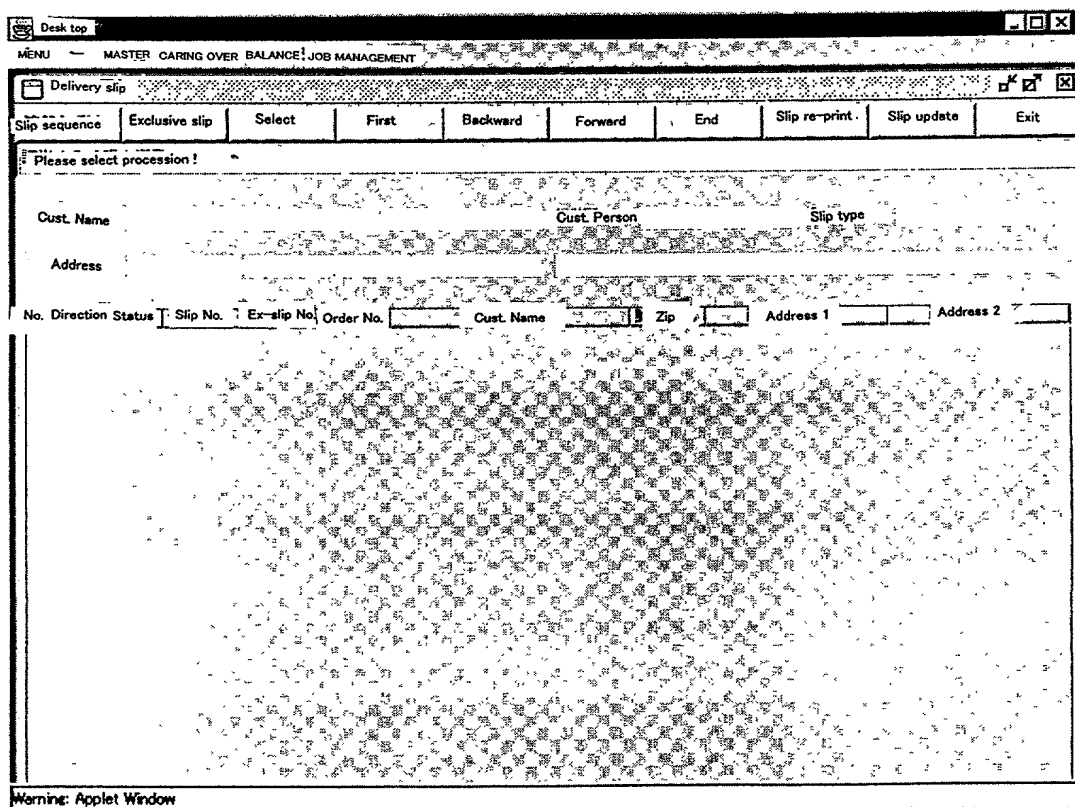 Desk top
MENU — MASTER CARING OVER BALANCE JOB MANAGEMENT
Delivery slip
Slip sequence Exclusive slip Select First Backward Forward End Slip re-print Slip update Exit
Please select procession !
Cust. Name Cust. Person Slip type
Address
No. Direction Status Slip No. Ex-slip No Order No. Cust. Name Zip Address 1 Address 2
Warning: Applet Window